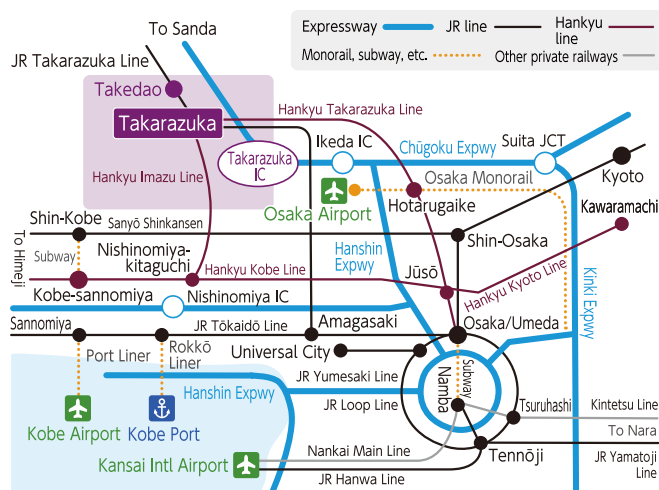 To Sanda
Expressway
JR line
Hankyu
line
Monorail, subway, etc.
Other private railways
JR Takarazuka Line
Takedao
Hankyu Takarazuka Line
Takarazuka
Takarazuka
IC
Ikeda IC
Chūgoku Expwy
Suita JCT
Hankyu Imazu Line
Osaka Monorail
Kyoto
Osaka Airport
Hotarugaike
Kawaramachi
Shin-Kobe
Sanyō Shinkansen
Shin-Osaka
To Himeji
Subway
Nishinomiya-
kitaguchi
Hanshin
Expwy
Hankyu Kobe Line
Jūsō
Hankyu Kyoto Line
Kinki Expwy
Kobe-sannomiya
Nishinomiya IC
Sannomiya
JR Tōkaidō Line
Amagasaki
Osaka/Umeda
Port Liner
Rokkō
Liner
Universal City
Subway
Namba
Hanshin Expwy
JR Yumesaki Line
JR Loop Line
Tsuruhashi
Kintetsu Line
To Nara
Kobe Airport
Kobe Port
Nankai Main Line
Kansai Intl Airport
JR Hanwa Line
Tennōji
JR Yamatoji
Line